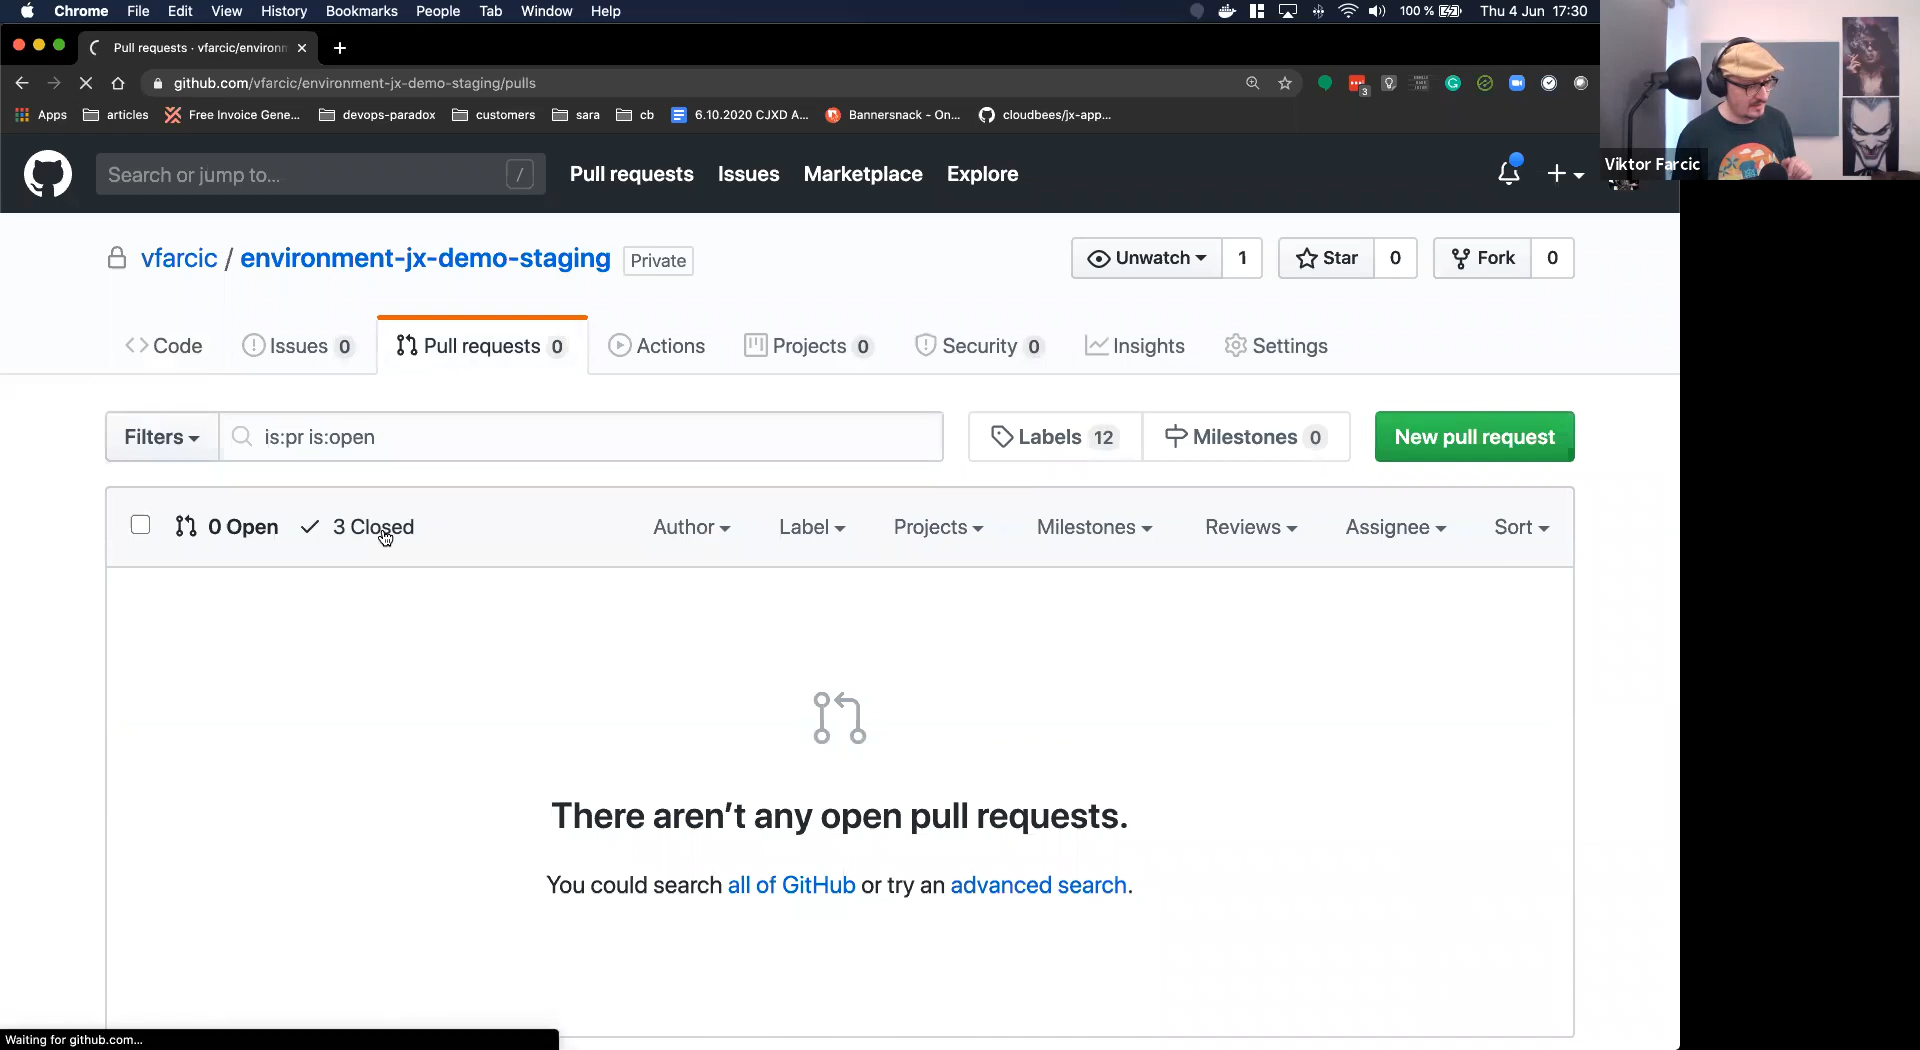 Chrome File Edit View History Bookmarks People Tab Window Help 100 % Thu 4 Jun 17:30
Pull requests · vfarcic/environm
github.com/vfarcic/environment-jx-demo-staging/pulls
3
Apps articles Free Invoice Gene... devops-paradox customers sara cb 6.10.2020 CJXD A... Bannersnack - On... cloudbees/jx-app...
Search or jump to... / Pull requests Issues Marketplace Explore
Viktor Farcic
vfarcic / environment-jx-demo-staging Private Unwatch 1 Star 0 Fork 0
Code Issues 0 Pull requests 0 Actions Projects 0 Security 0 Insights Settings
Filters is:pr is:open Labels 12 Milestones 0 New pull request
0 Open 3 Closed Author Label Projects Milestones Reviews Assignee Sort
There aren’t any open pull requests.
You could search all of GitHub or try an advanced search.
Waiting for github.com...